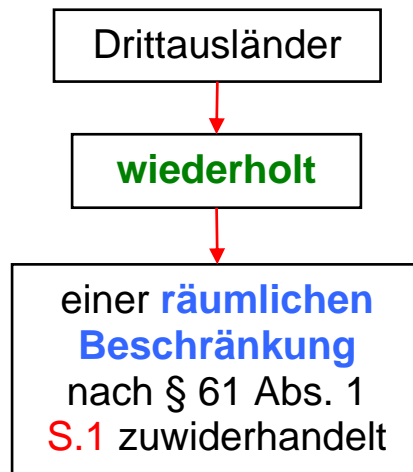 Drittausländer
wiederholt
einer räumlichen
Beschränkung
nach § 61 Abs. 1
S.1 zuwiderhandelt